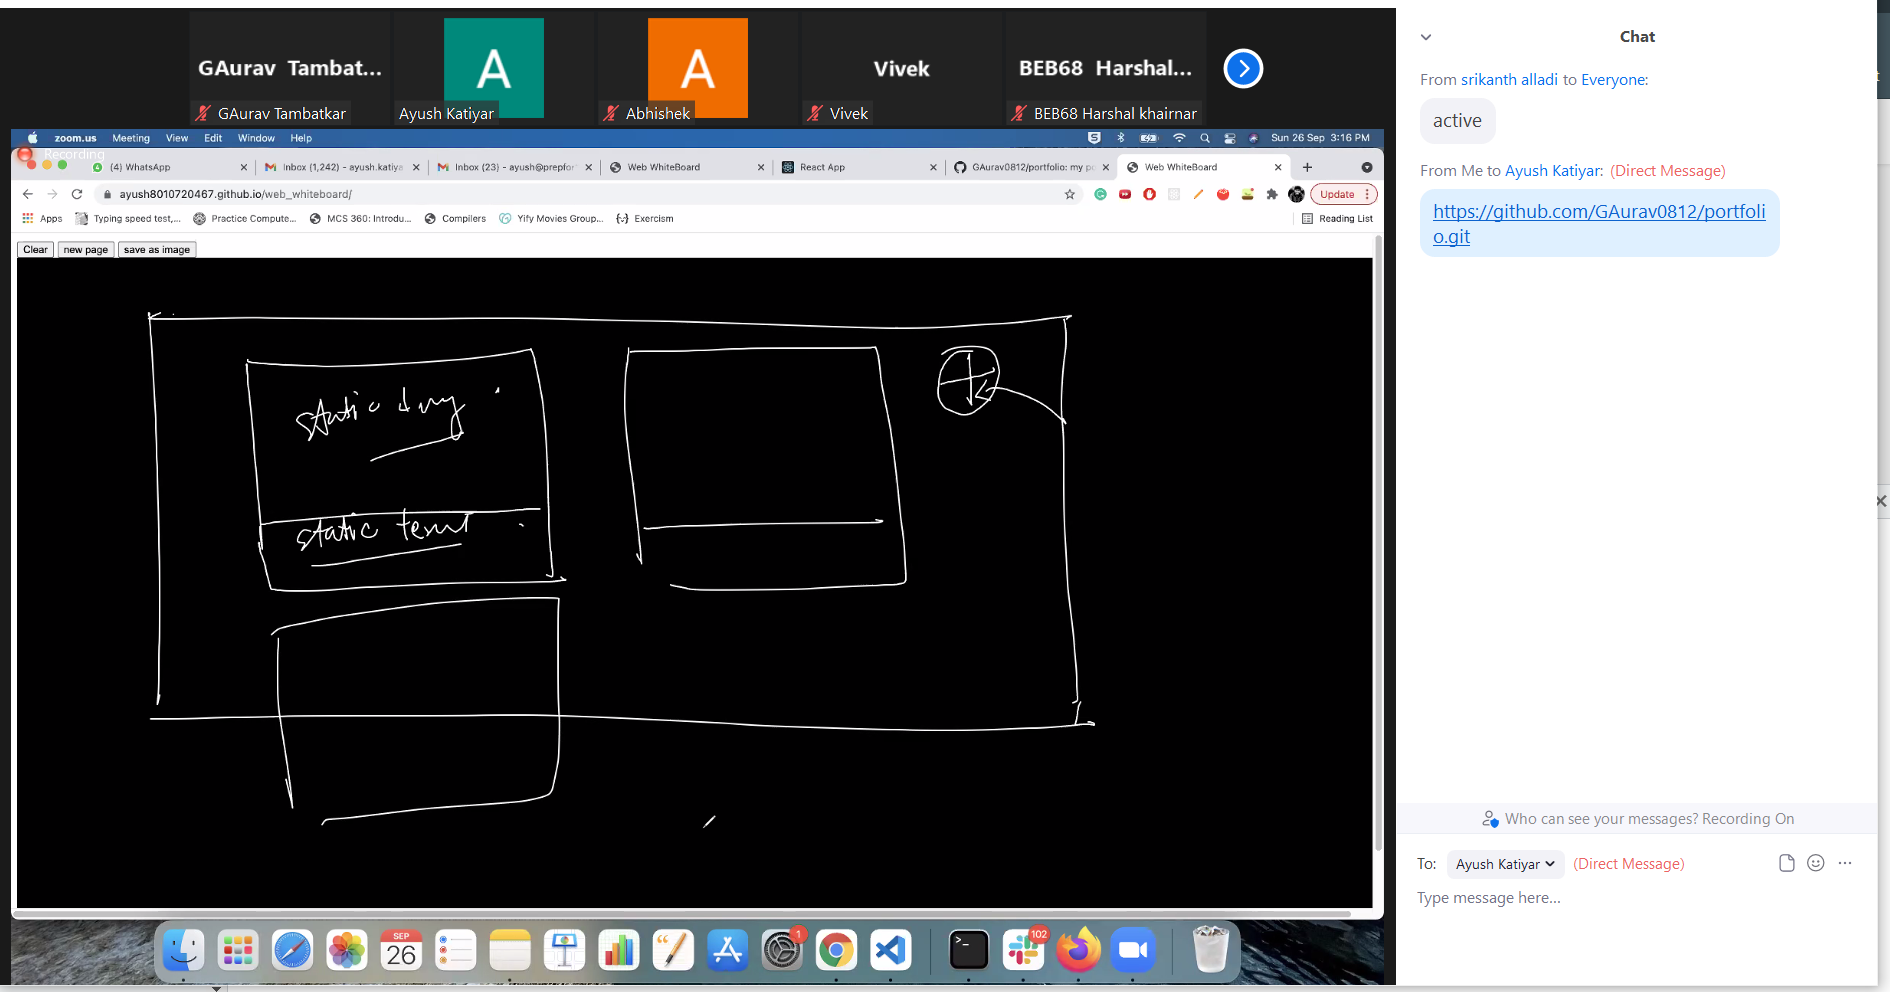 GAurav Tambat...
Vivek
BEB68 Harshal...
A
A
GAurav Tambatkar
Ayush Katiyar
Abhishek
Vivek
BEB68 Harshal khairnar
Chat
From srikanth alladi to Everyone:
active
From Me to Ayush Katiyar: (Direct Message)
https://github.com/GAurav0812/portfoli
o.git
Who can see your messages? Recording On
To: Ayush Katiyar (Direct Message)
Type message here...
zoom.us Meeting View Edit Window Help
Sun 26 Sep 3:16 PM
Recording
(4) WhatsApp
Inbox (1,242) - ayush.katiya
Inbox (23) - ayush@prepfor
Web WhiteBoard
React App
GAurav0812/portfolio: my po
Web WhiteBoard
ayush8010720467.github.io/web_whiteboard/
Update
Apps
Typing speed test,...
Practice Compute...
MCS 360: Introdu...
Compilers
Yify Movies Group...
{-} Exercism
Reading List
Clear
new page
save as image
static
static
SEP
26
1
102